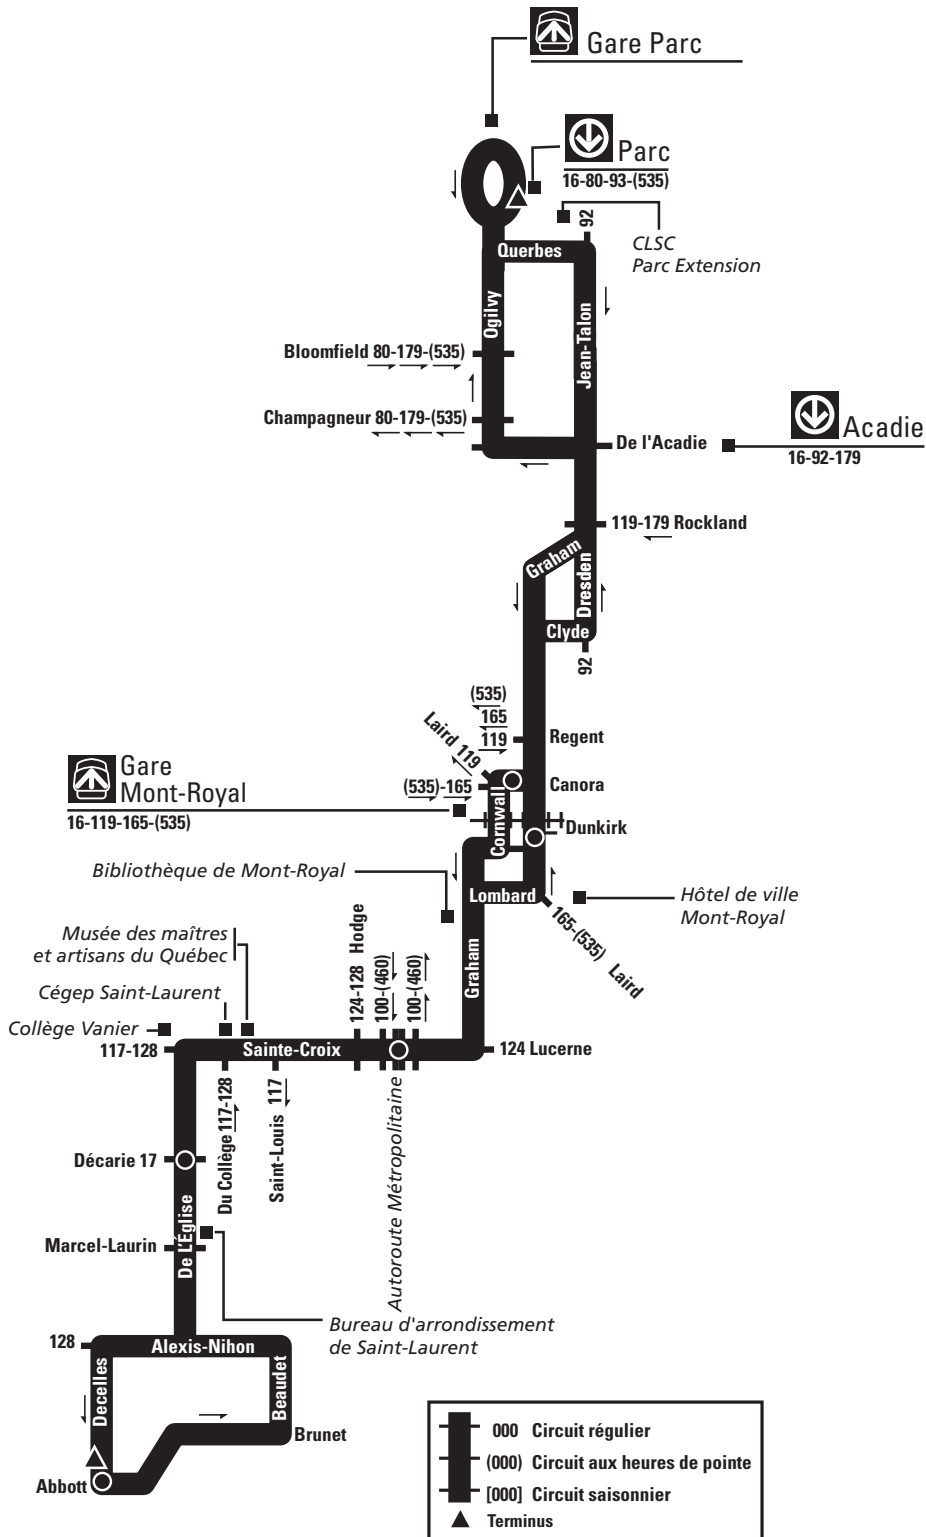 Gare Parc
Parc
16-80-93-(535)
92
CLSC
Parc Extension
Querbes
Ogilvy
Jean-Talon
Bloomfield 80-179-(535)
Champagneur 80-179-(535)
Acadie
16-92-179
De l'Acadie
119-179 Rockland
Graham
Dresden
Clyde
92
(535)
165
119
Regent
Laird 119
(535)-165
Canora
Gare
Mont-Royal
16-119-165-(535)
Cornwall
Dunkirk
Bibliothèque de Mont-Royal
Lombard
Hôtel de ville
Mont-Royal
165-(535) Laird
Musée des maîtres
et artisans du Québec
Cégep Saint-Laurent
Collège Vanier
124-128 Hodge
100-(460)
100-(460)
Graham
117-128
Sainte-Croix
124 Lucerne
Du Collège 117-128
Saint-Louis 117
Autoroute Métropolitaine
Décarie 17
De L'Église
Marcel-Laurin
Bureau d'arrondissement
de Saint-Laurent
128
Alexis-Nihon
Decelles
Beaudet
Brunet
Abbott
000 Circuit régulier
(000) Circuit aux heures de pointe
[000] Circuit saisonnier
Terminus